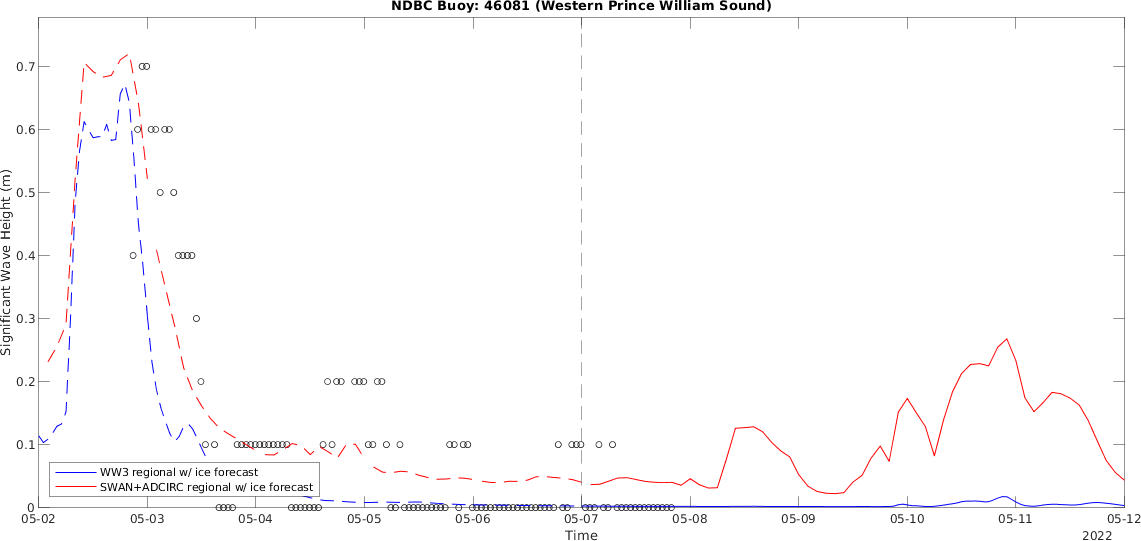 NDBC Buoy: 46081 (Western Prince William Sound)
Significant Wave Height (m)
0.7
0.6
0.5
0.4
0.3
0.2
0.1
0
WW3 regional w/ ice forecast
SWAN+ADCIRC regional w/ ice forecast
05-02 05-03 05-04 05-05 05-06 05-07 05-08 05-09 05-10 05-11 05-12
Time
2022